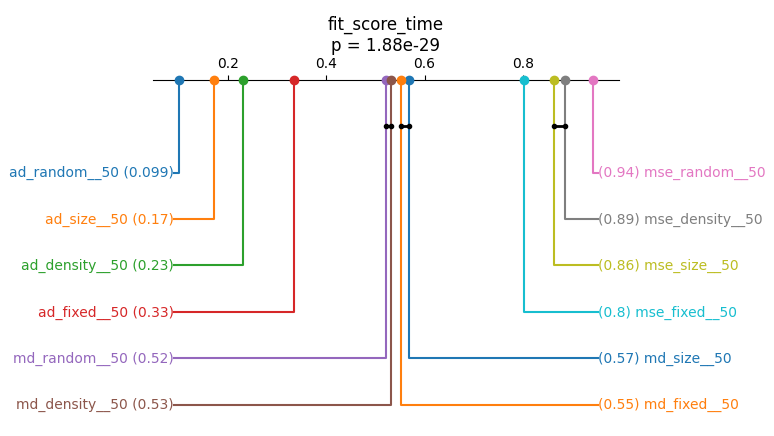 fit_score_time
p = 1.88e-29
0.2 0.4 0.6 0.8
ad_random__50 (0.099) (0.94) mse_random__50
ad_size__50 (0.17) (0.89) mse_density__50
ad_density__50 (0.23) (0.86) mse_size__50
ad_fixed__50 (0.33) (0.8) mse_fixed__50
md_random__50 (0.52) (0.57) md_size__50
md_density__50 (0.53) (0.55) md_fixed__50